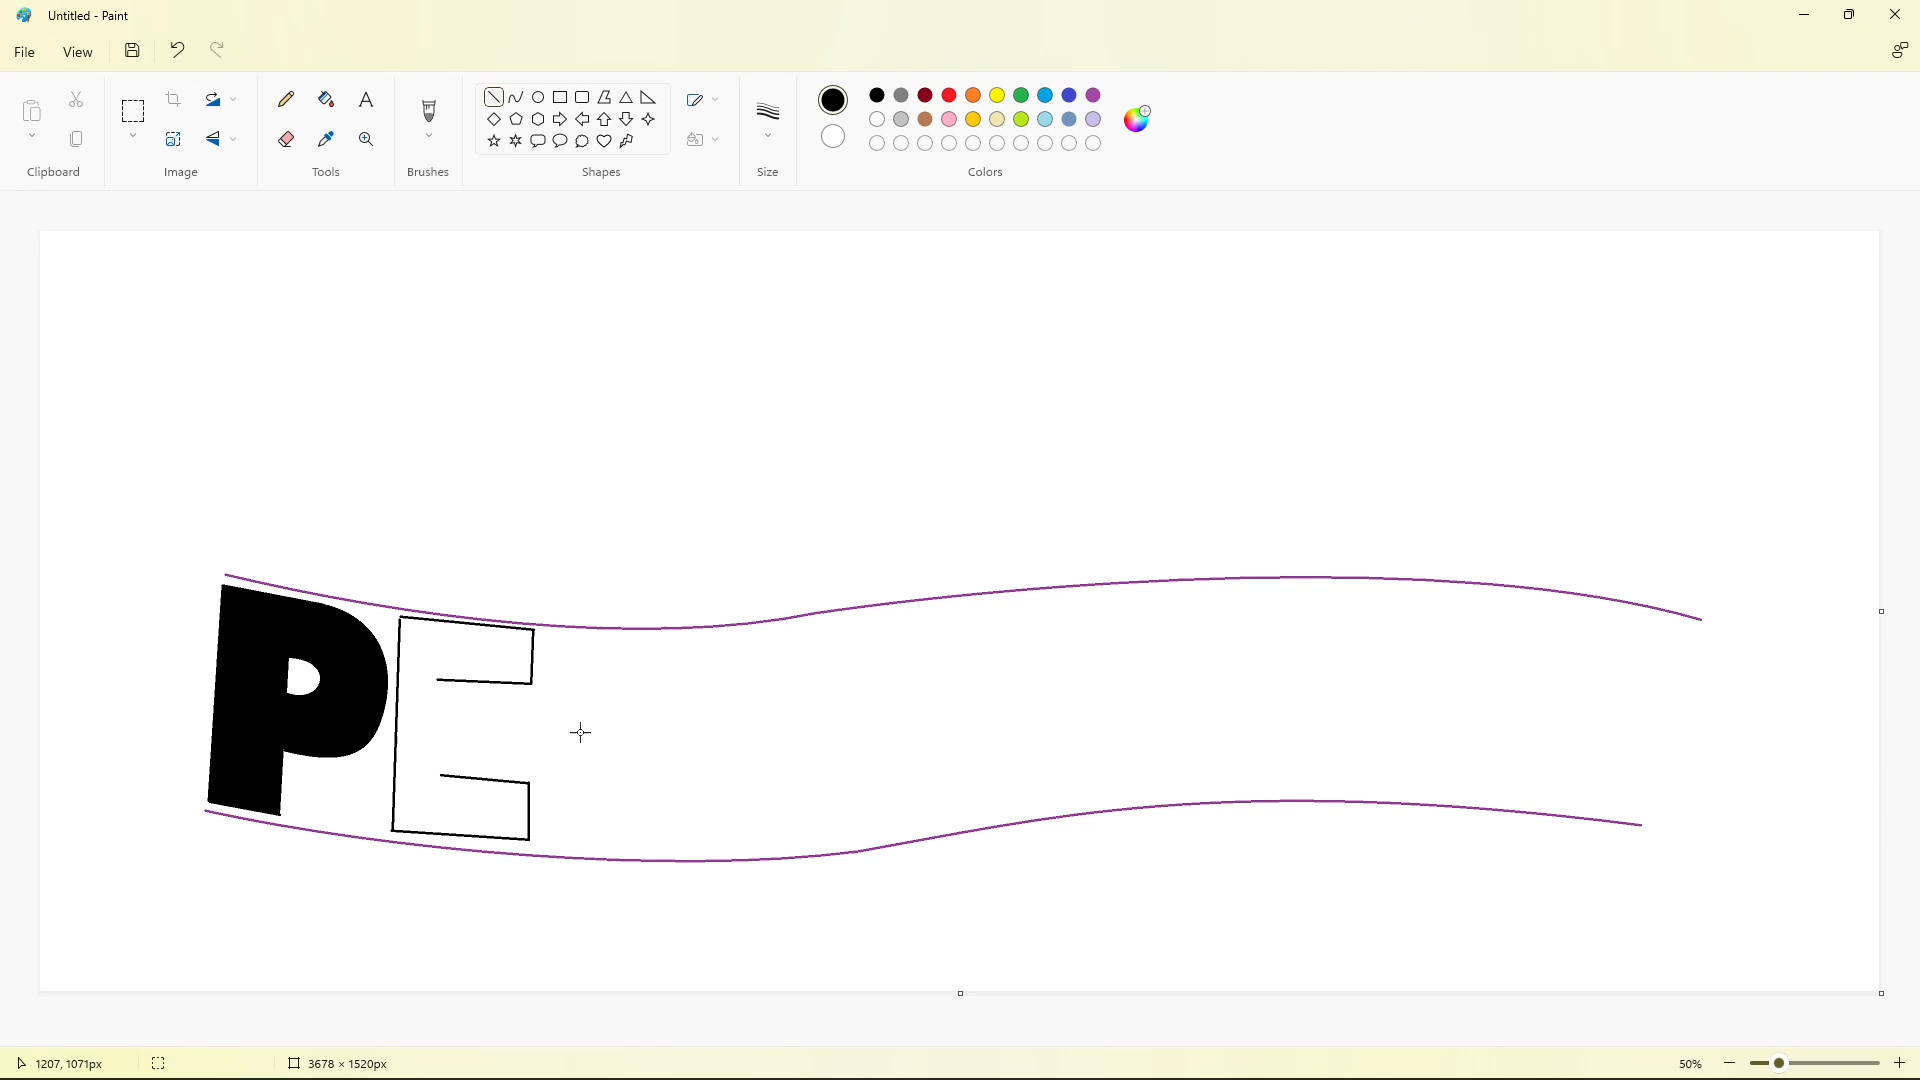 Untitled - Paint
File View
Clipboard Image Tools Brushes Shapes Size Colors
PE
1207, 1071px 3678 × 1520px 50%